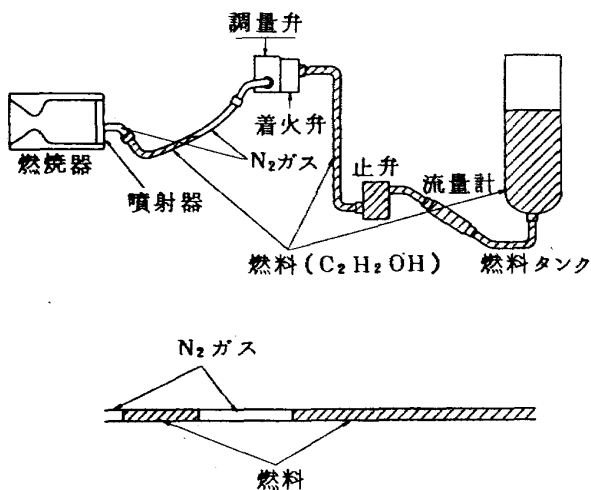 調量弁
着火弁
N₂ガス
止弁
流量計
燃焼器
噴射器
燃料(C₂H₂OH)
燃料タンク
N₂ガス
燃料